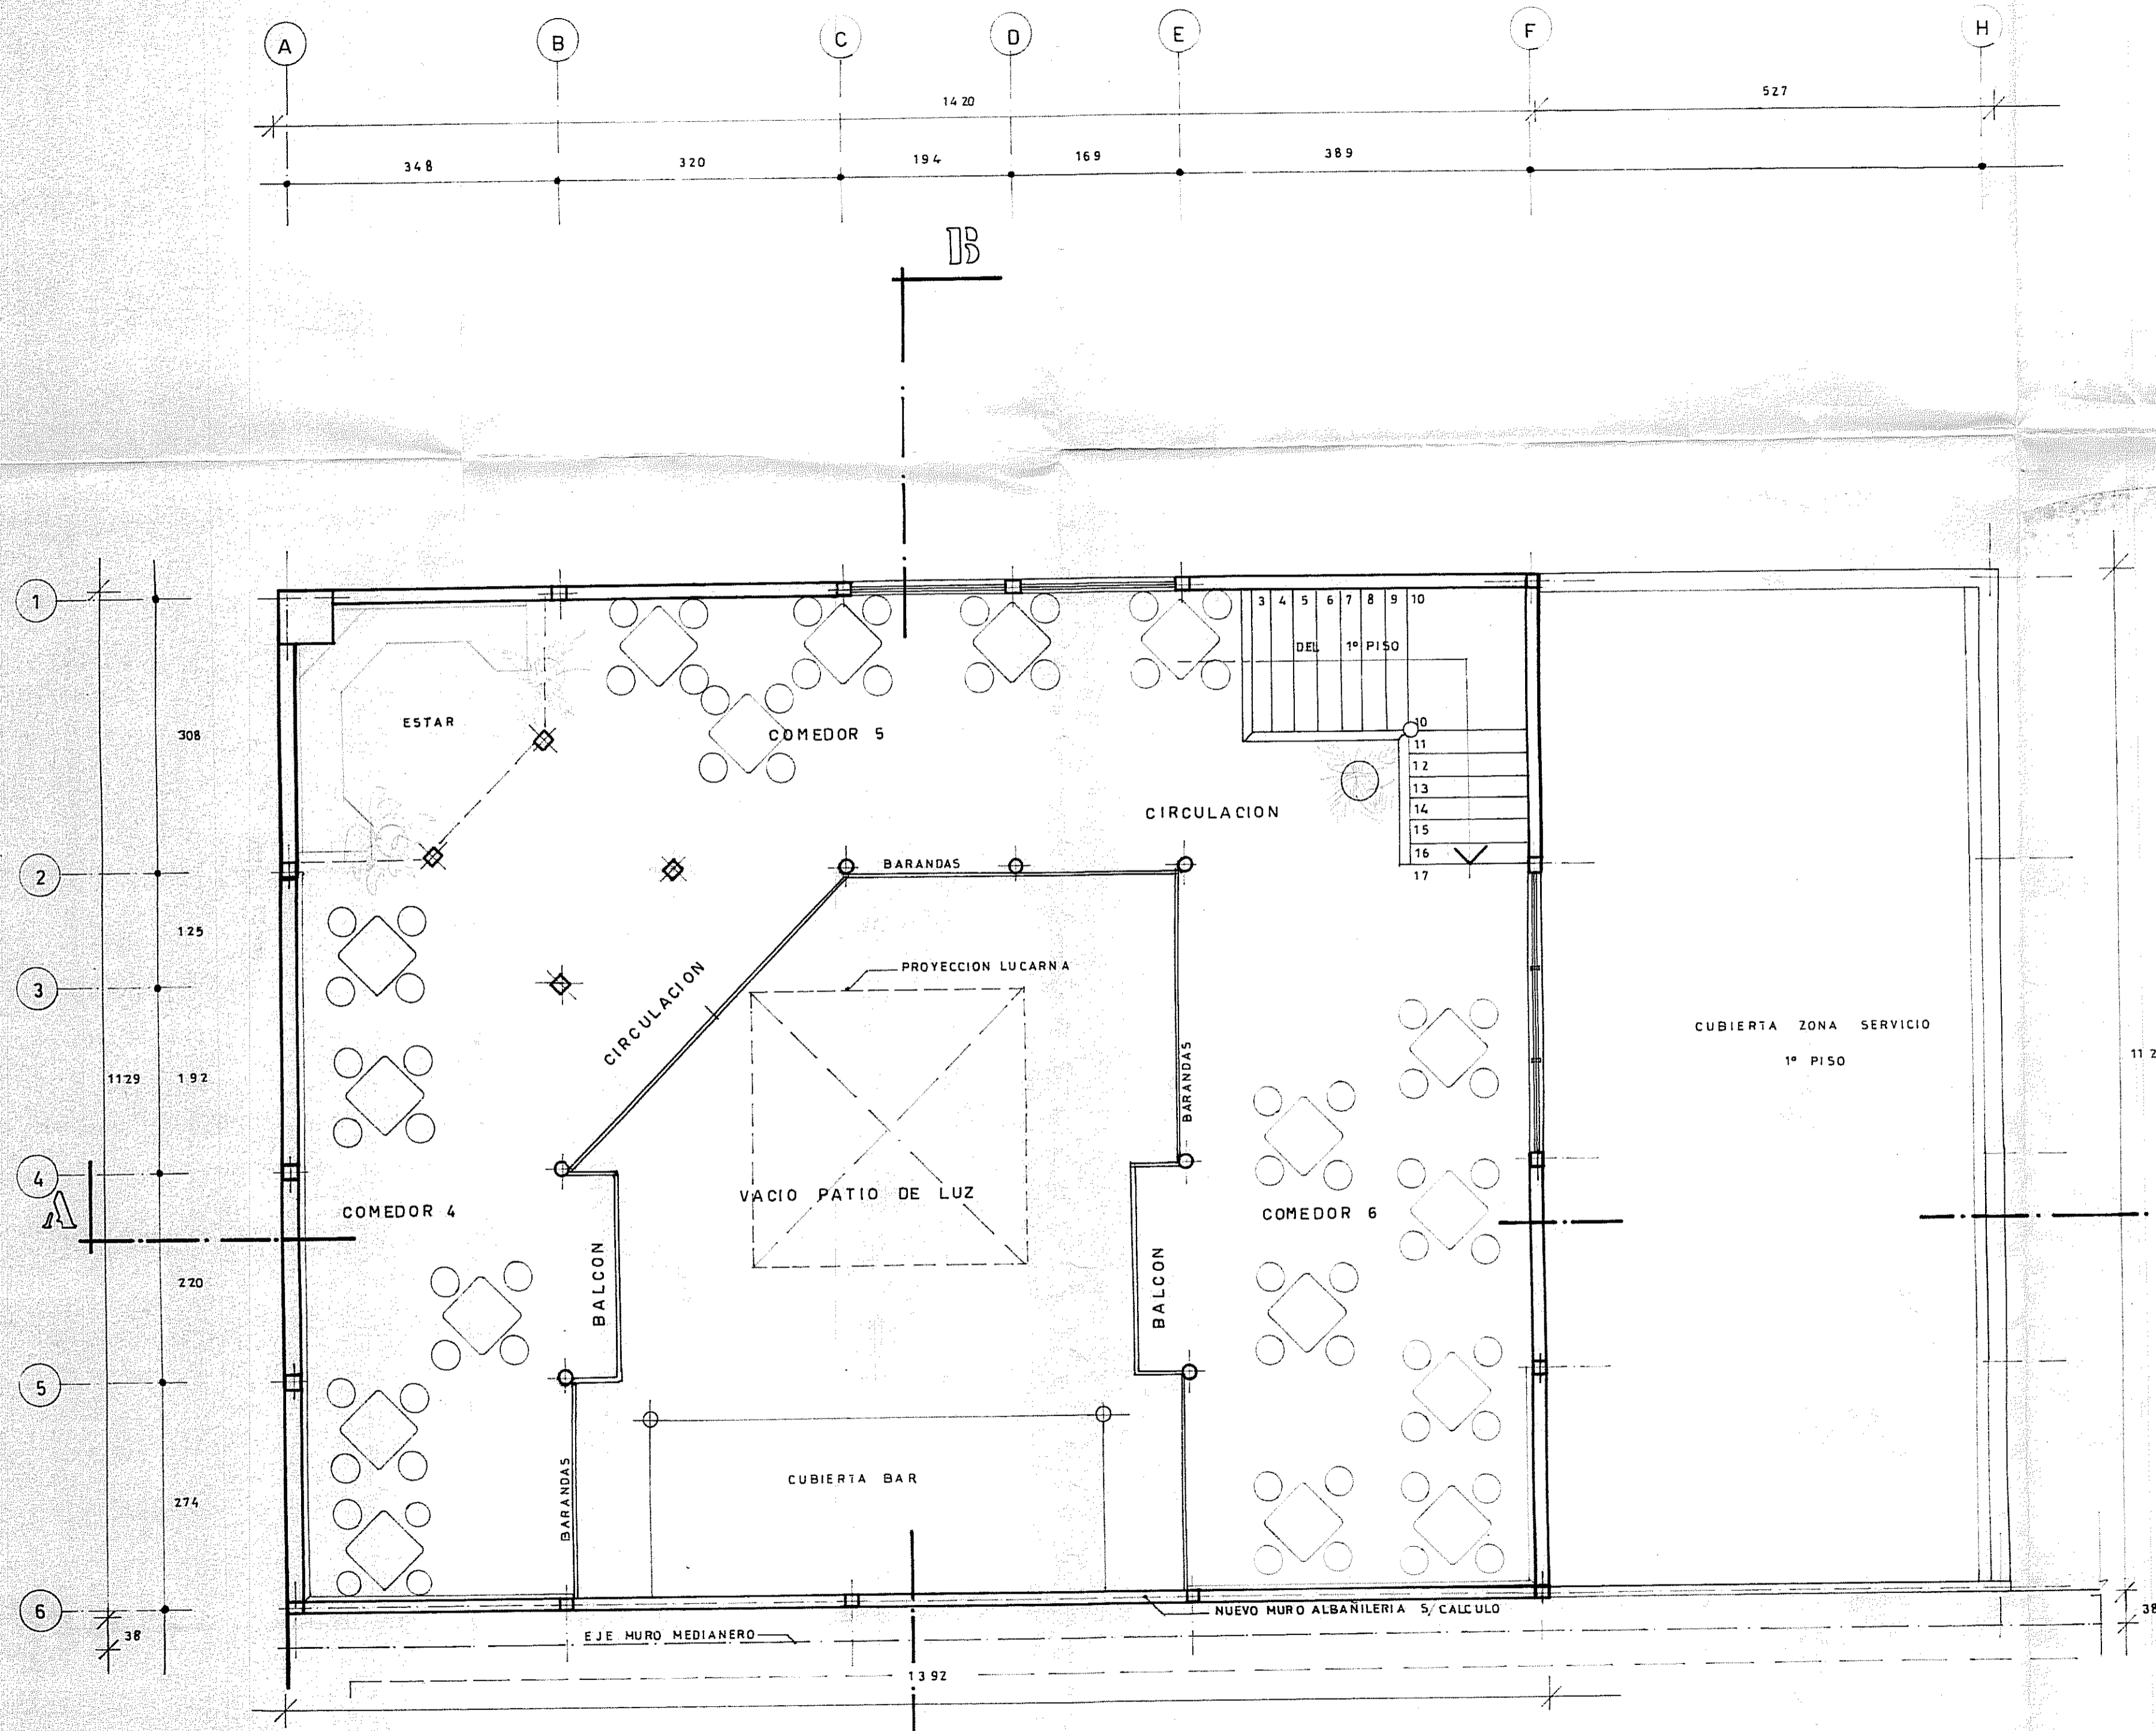 A B C D E F H
1420 527
348 320 194 169 389
B
1
3 4 5 6 7 8 9 10
DEL 1º PISO
308
ESTAR
COMEDOR 5
10
11
12
13
14
15
16
17
CIRCULACION
2
BARANDAS
125
3
CIRCULACION
PROYECCION LUCARNA
BARANDAS
CUBIERTA ZONA SERVICIO
1º PISO
1129 192
4
A
COMEDOR 4
VACIO PATIO DE LUZ
COMEDOR 6
220
BALCON
BALCON
5
CUBIERTA BAR
BARANDAS
274
6
38
NUEVO MURO ALBAÑILERIA S/CALCULO
38
EJE MURO MEDIANERO
1392